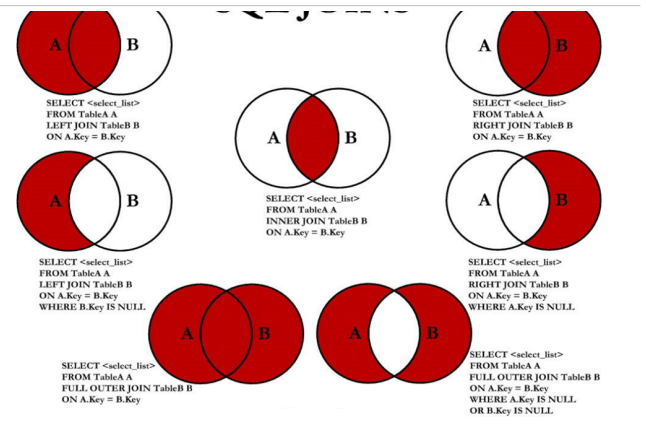 SQL JOINS
A B
SELECT <select_list>
FROM TableA A
LEFT JOIN TableB B
ON A.Key = B.Key
A B
SELECT <select_list>
FROM TableA A
RIGHT JOIN TableB B
ON A.Key = B.Key
A B
SELECT <select_list>
FROM TableA A
INNER JOIN TableB B
ON A.Key = B.Key
A B
SELECT <select_list>
FROM TableA A
LEFT JOIN TableB B
ON A.Key = B.Key
WHERE B.Key IS NULL
A B
SELECT <select_list>
FROM TableA A
RIGHT JOIN TableB B
ON A.Key = B.Key
WHERE A.Key IS NULL
A B
SELECT <select_list>
FROM TableA A
FULL OUTER JOIN TableB B
ON A.Key = B.Key
A B
SELECT <select_list>
FROM TableA A
FULL OUTER JOIN TableB B
ON A.Key = B.Key
WHERE A.Key IS NULL
OR B.Key IS NULL